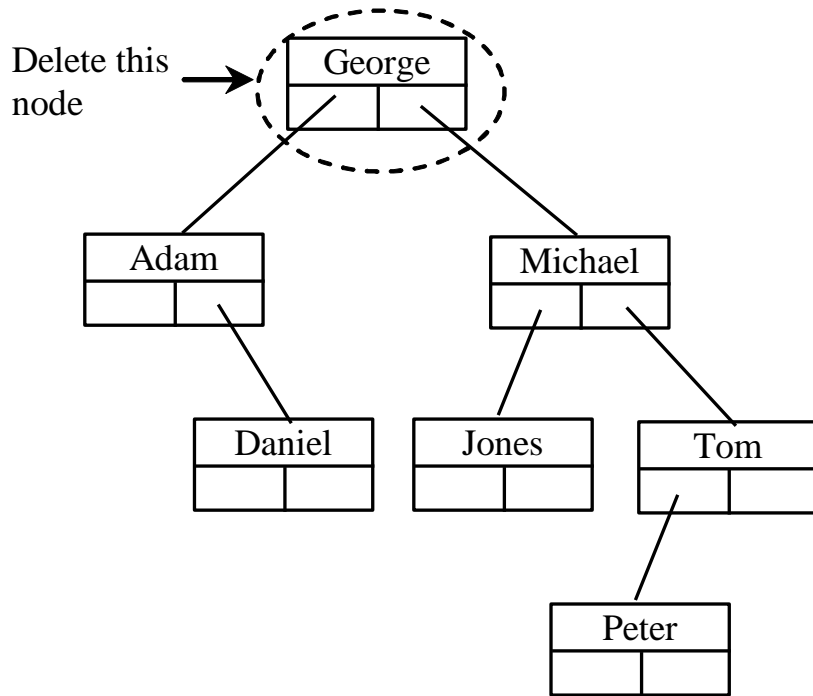 George
Delete this
node
Adam
Michael
Daniel
Jones
Tom
Peter